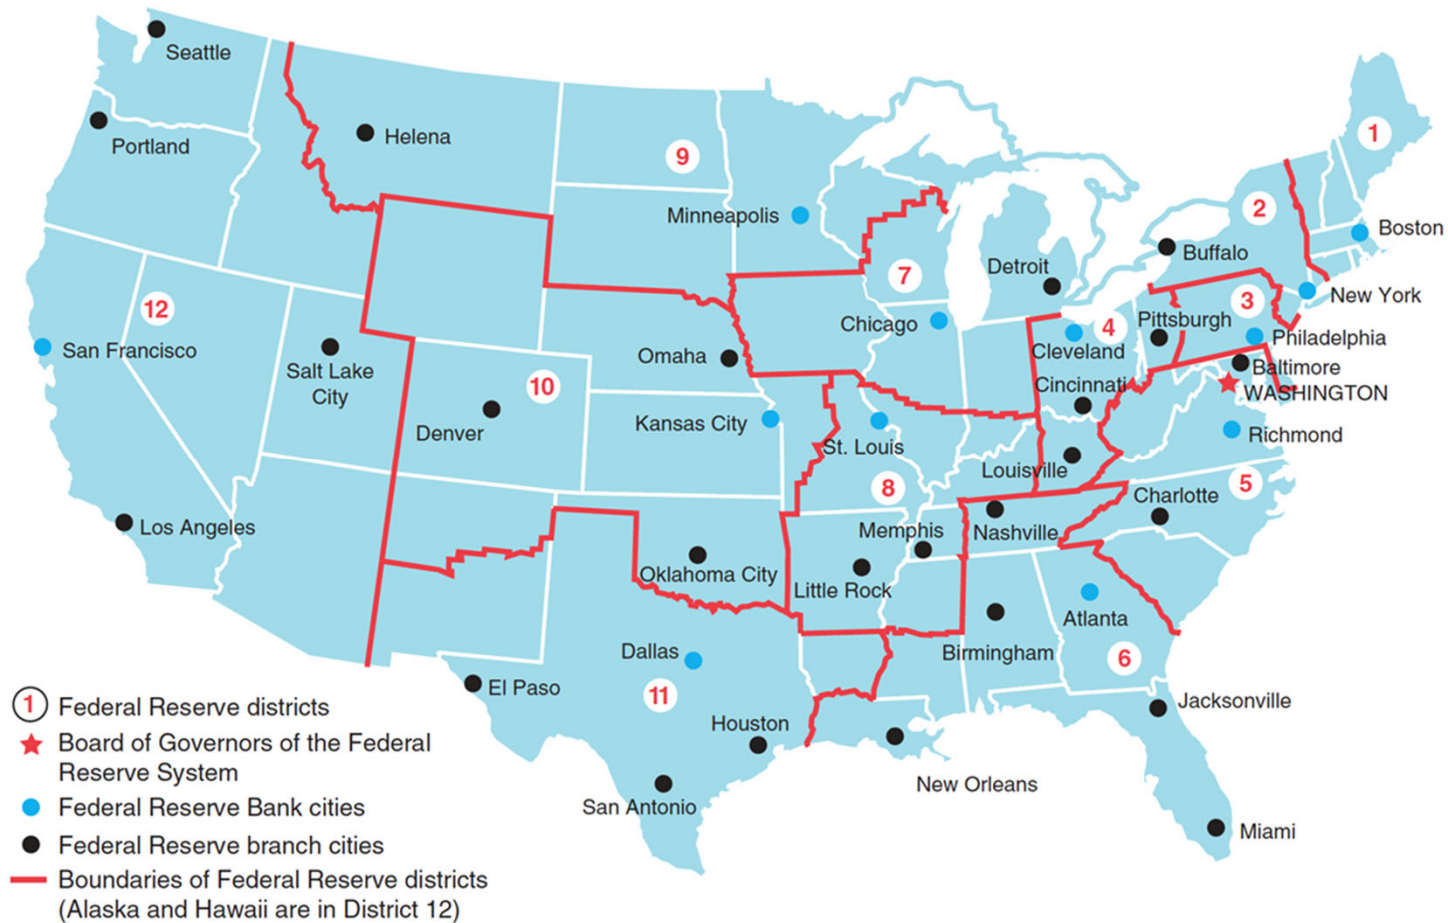 Seattle
Portland
Helena
9
1
Minneapolis
2
Boston
Buffalo
Detroit
7
12
3
New York
4
Pittsburgh
Chicago
Philadelphia
San Francisco
Cleveland
Omaha
Baltimore
Salt Lake
City
10
Cincinnati
WASHINGTON
Denver
Kansas City
St. Louis
Richmond
Louisville
8
5
Charlotte
Los Angeles
Memphis
Nashville
Oklahoma City
Little Rock
Atlanta
Dallas
Birmingham
6
El Paso
11
Jacksonville
Houston
New Orleans
San Antonio
Miami
1 Federal Reserve districts
Board of Governors of the Federal
Reserve System
Federal Reserve Bank cities
Federal Reserve branch cities
Boundaries of Federal Reserve districts
(Alaska and Hawaii are in District 12)